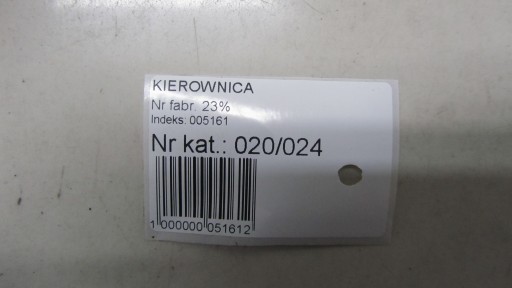 KIEROWNICA
Nr fabr. 23%
Indeks: 005161
Nr kat.: 020/024
1 000000 051612